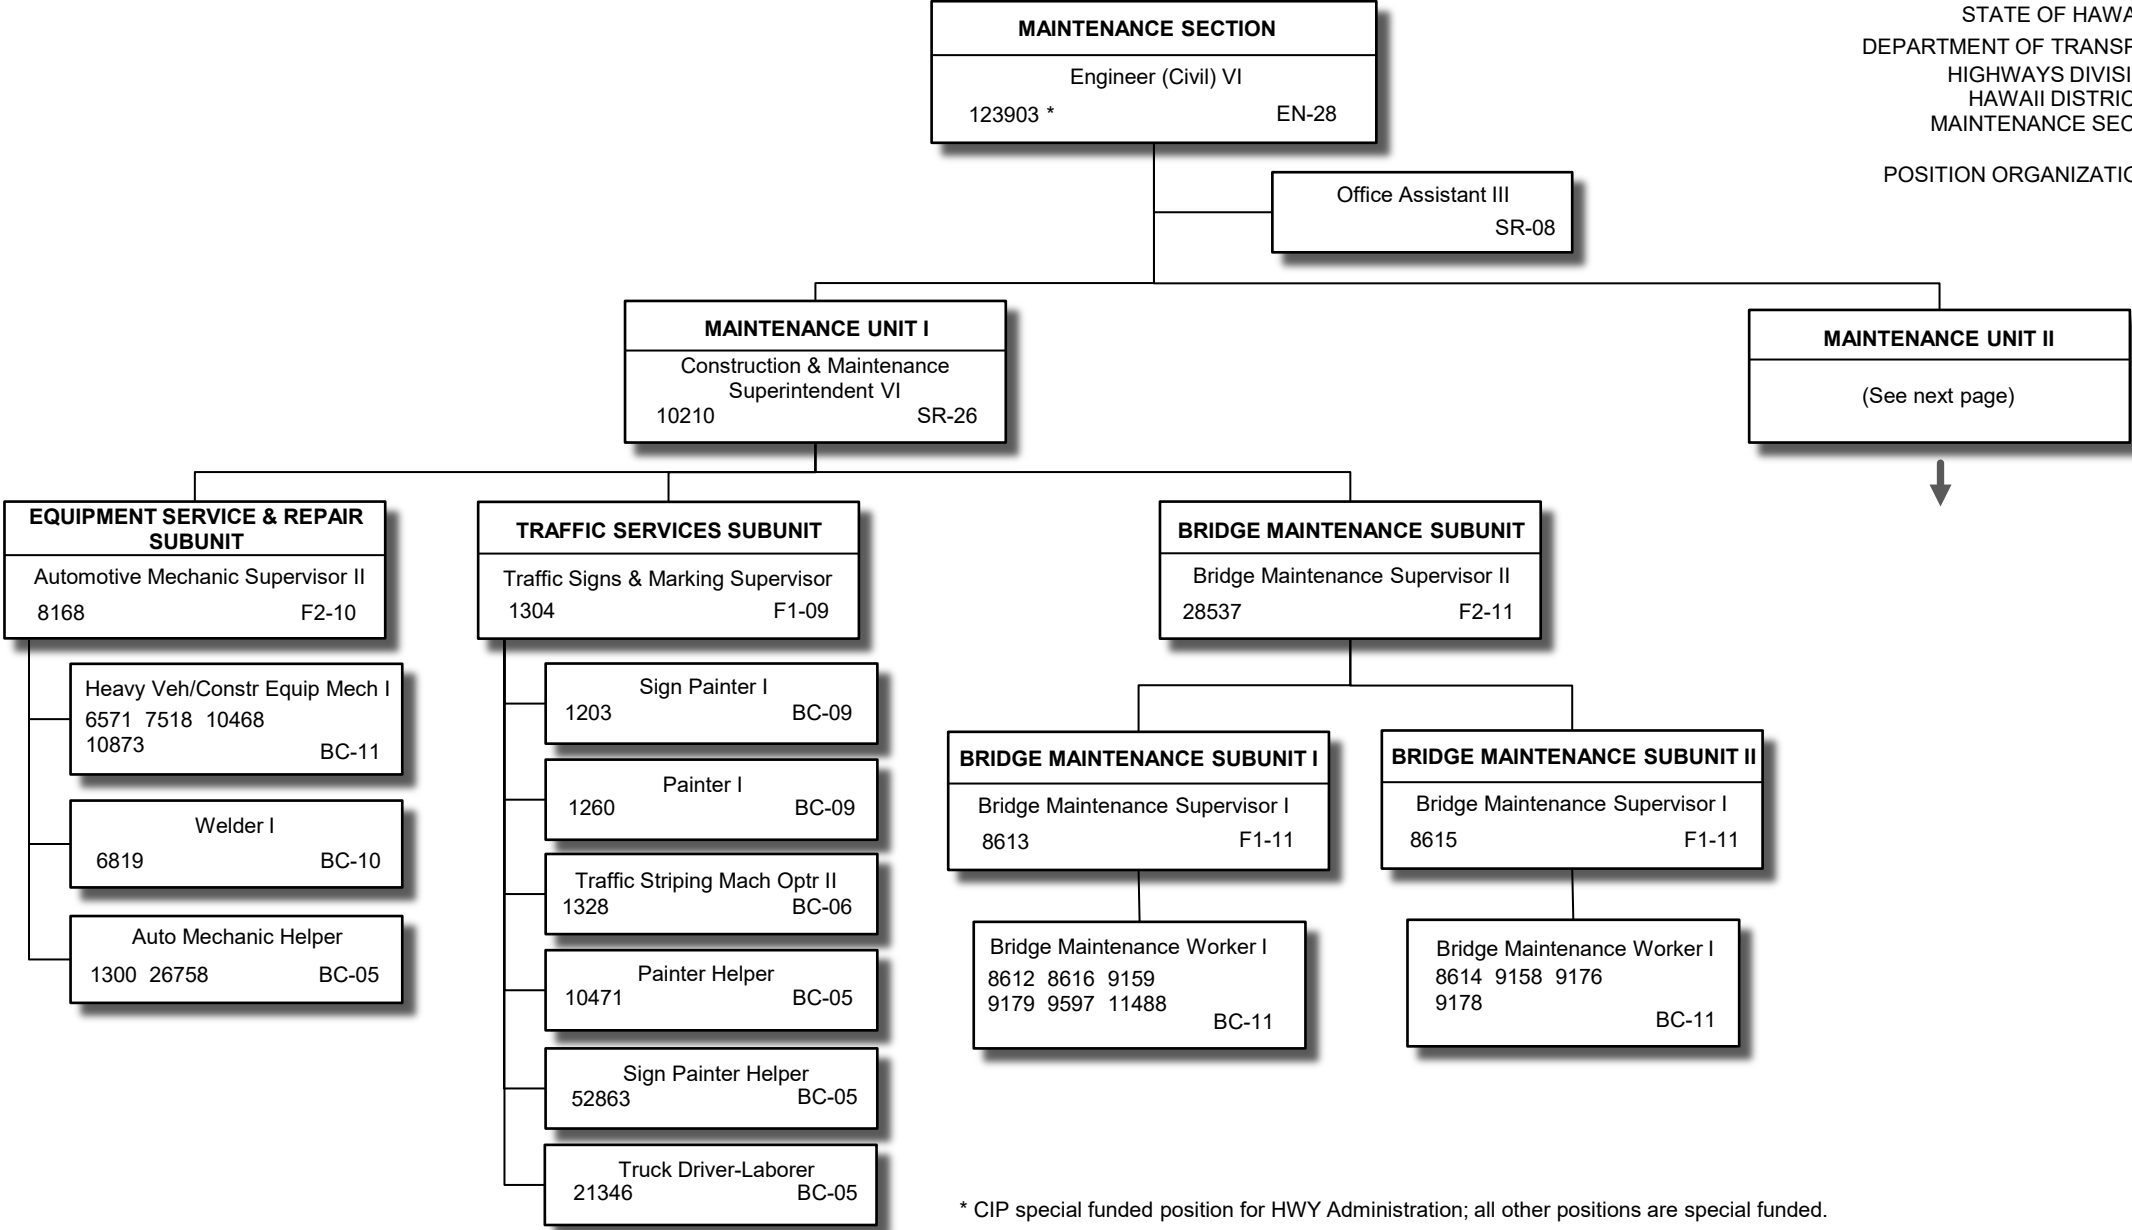 MAINTENANCE SECTION
Engineer (Civil) VI
123903 * EN-28
STATE OF HAWA
DEPARTMENT OF TRANSP
HIGHWAYS DIVISI
HAWAII DISTRIC
MAINTENANCE SEC
POSITION ORGANIZATIO
Office Assistant III
SR-08
MAINTENANCE UNIT I
Construction & Maintenance
Superintendent VI
10210 SR-26
MAINTENANCE UNIT II
(See next page)
EQUIPMENT SERVICE & REPAIR
SUBUNIT
Automotive Mechanic Supervisor II
8168 F2-10
Heavy Veh/Constr Equip Mech I
6571 7518 10468
10873 BC-11
Welder I
6819 BC-10
Auto Mechanic Helper
1300 26758 BC-05
TRAFFIC SERVICES SUBUNIT
Traffic Signs & Marking Supervisor
1304 F1-09
Sign Painter I
1203 BC-09
Painter I
1260 BC-09
Traffic Striping Mach Optr II
1328 BC-06
Painter Helper
10471 BC-05
Sign Painter Helper
52863 BC-05
Truck Driver-Laborer
21346 BC-05
BRIDGE MAINTENANCE SUBUNIT
Bridge Maintenance Supervisor II
28537 F2-11
BRIDGE MAINTENANCE SUBUNIT I
Bridge Maintenance Supervisor I
8613 F1-11
Bridge Maintenance Worker I
8612 8616 9159
9179 9597 11488
BC-11
BRIDGE MAINTENANCE SUBUNIT II
Bridge Maintenance Supervisor I
8615 F1-11
Bridge Maintenance Worker I
8614 9158 9176
9178
BC-11
* CIP special funded position for HWY Administration; all other positions are special funded.